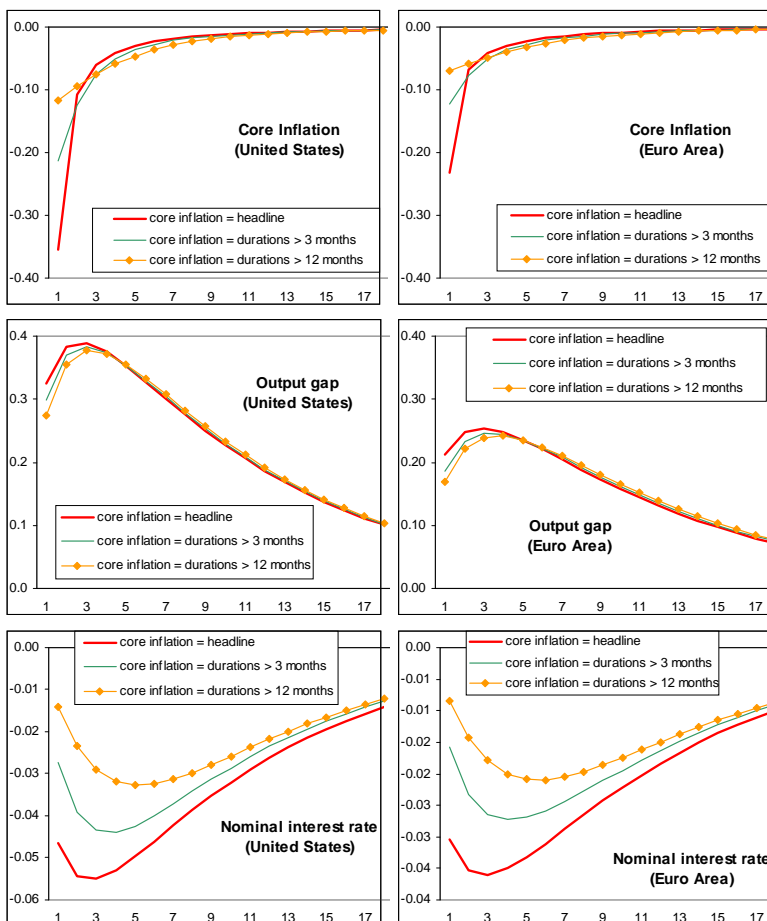 0.00
-0.10
-0.20
-0.30
-0.40
Core Inflation
(United States)
core inflation = headline
core inflation = durations > 3 months
core inflation = durations > 12 months
1 3 5 7 9 11 13 15 17
0.00
-0.10
-0.20
-0.30
-0.40
Core Inflation
(Euro Area)
core inflation = headline
core inflation = durations > 3 months
core inflation = durations > 12 months
1 3 5 7 9 11 13 15 17
0.4
0.3
0.2
0.1
0.0
Output gap
(United States)
core inflation = headline
core inflation = durations > 3 months
core inflation = durations > 12 months
1 3 5 7 9 11 13 15 17
0.40
0.30
0.20
0.10
0.00
core inflation = headline
core inflation = durations > 3 months
core inflation = durations > 12 months
Output gap
(Euro Area)
1 3 5 7 9 11 13 15 17
0.00
-0.01
-0.02
-0.03
-0.04
-0.05
-0.06
core inflation = headline
core inflation = durations > 3 months
core inflation = durations > 12 months
Nominal interest rate
(United States)
1 3 5 7 9 11 13 15 17
0.00
-0.01
-0.01
-0.02
-0.02
-0.03
-0.03
-0.04
-0.04
core inflation = headline
core inflation = durations > 3 months
core inflation = durations > 12 months
Nominal interest rate
(Euro Area)
1 3 5 7 9 11 13 15 17